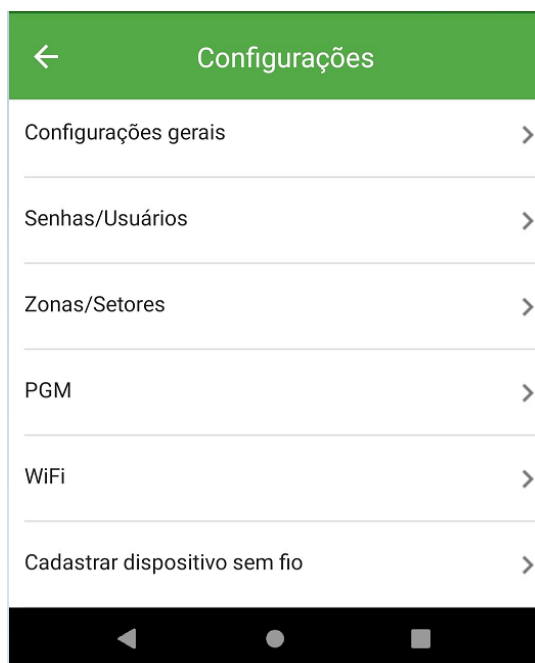 Configurações
Configurações gerais
Senhas/Usuários
Zonas/Setores
PGM
WiFi
Cadastrar dispositivo sem fio